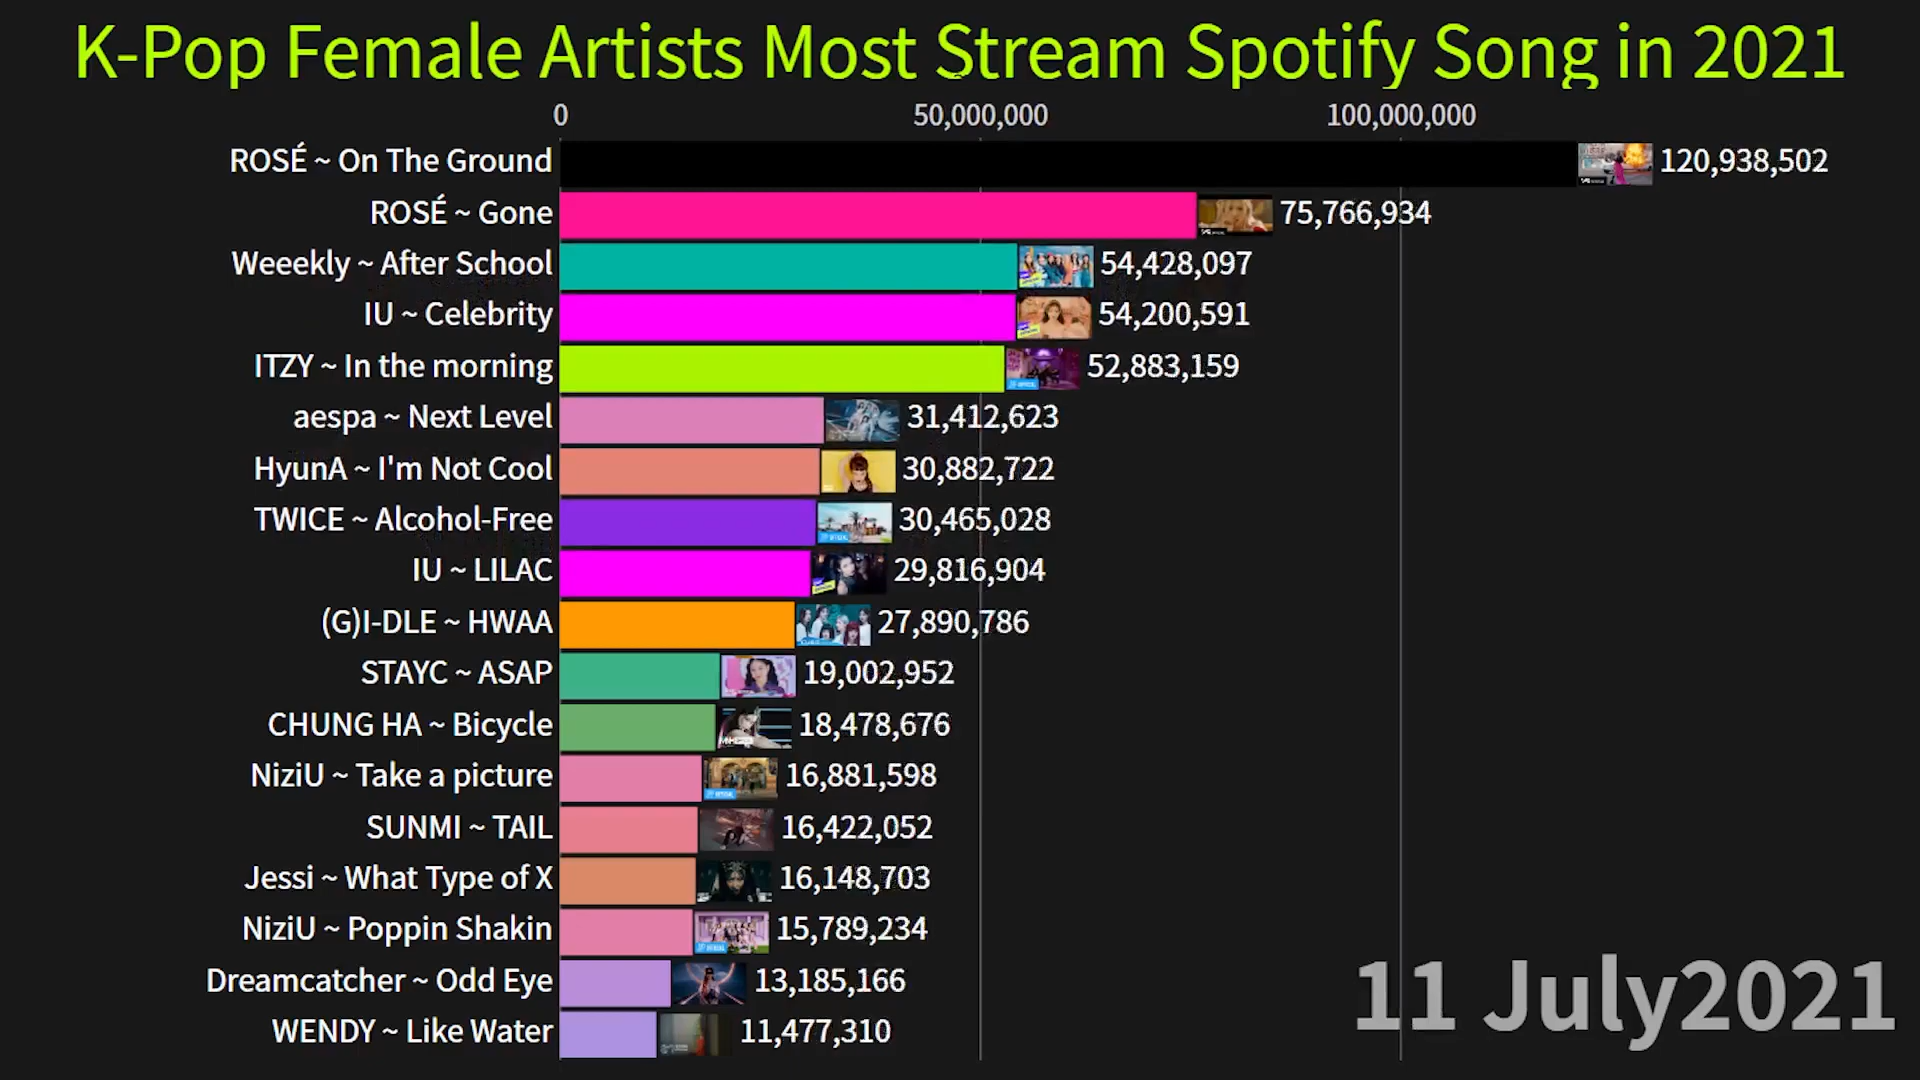 K-Pop Female Artists Most Stream Spotify Song in 2021
0 50,000,000 100,000,000
ROSÉ ~ On The Ground 120,938,502
ROSÉ ~ Gone 75,766,934
Weeekly ~ After School 54,428,097
IU ~ Celebrity 54,200,591
ITZY ~ In the morning 52,883,159
aespa ~ Next Level 31,412,623
HyunA ~ I'm Not Cool 30,882,722
TWICE ~ Alcohol-Free 30,465,028
IU ~ LILAC 29,816,904
(G)I-DLE ~ HWAA 27,890,786
STAYC ~ ASAP 19,002,952
CHUNG HA ~ Bicycle 18,478,676
NiziU ~ Take a picture 16,881,598
SUNMI ~ TAIL 16,422,052
Jessi ~ What Type of X 16,148,703
NiziU ~ Poppin Shakin 15,789,234
Dreamcatcher ~ Odd Eye 13,185,166
WENDY ~ Like Water 11,477,310
11 July2021